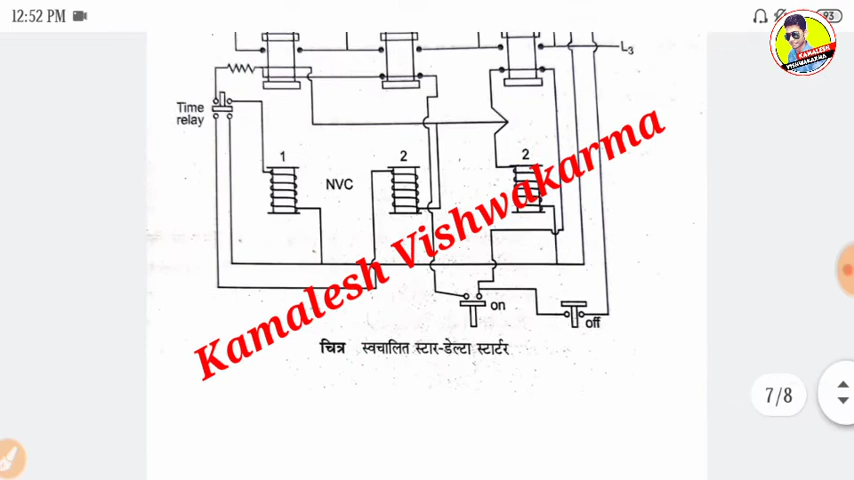 12:52 PM
93
KAMALESH
VISHWAKARMA
L3
Time
relay
1
2
2
NVC
Kamalesh Vishwakarma
on
off
चित्र स्वचालित स्टार-डेल्टा स्टार्टर
7/8